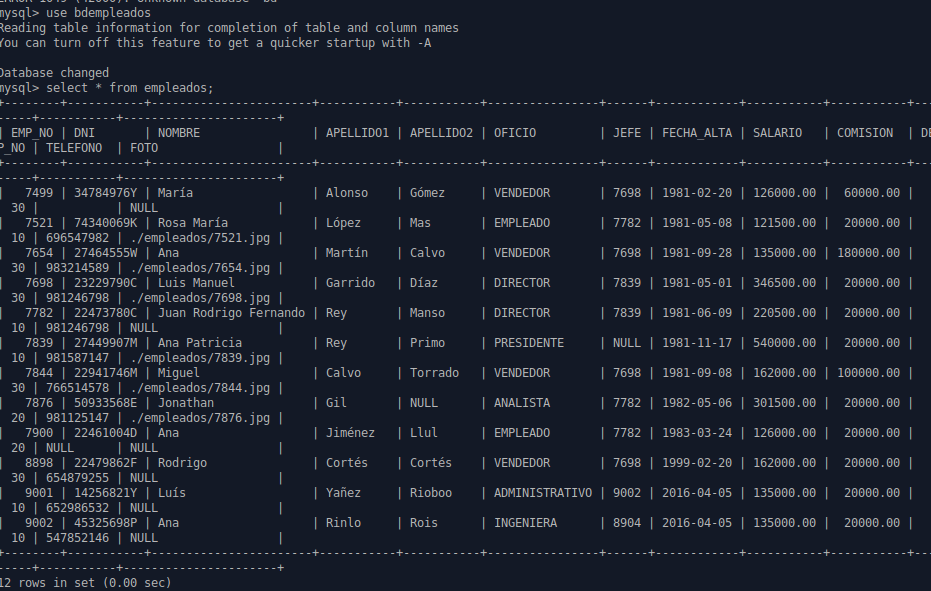 mysql> use bdempleados
Reading table information for completion of table and column names
You can turn off this feature to get a quicker startup with -A
Database changed
mysql> select * from empleados;
+--------+-----------+-----------------------+-----------+-----------+----------------+------+------------+-----------+-----------+---
-----+-----------+----------------------+
| EMP_NO | DNI | NOMBRE | APELLIDO1 | APELLIDO2 | OFICIO | JEFE | FECHA_ALTA | SALARIO | COMISION | DE
P_NO | TELEFONO | FOTO |
+--------+-----------+-----------------------+-----------+-----------+----------------+------+------------+-----------+-----------+---
-----+-----------+----------------------+
| 7499 | 34784976Y | María | Alonso | Gómez | VENDEDOR | 7698 | 1981-02-20 | 126000.00 | 60000.00 |
30 | | NULL |
| 7521 | 74340069K | Rosa María | López | Mas | EMPLEADO | 7782 | 1981-05-08 | 121500.00 | 20000.00 |
10 | 696547982 | ./empleados/7521.jpg |
| 7654 | 27464555W | Ana | Martín | Calvo | VENDEDOR | 7698 | 1981-09-28 | 135000.00 | 180000.00 |
30 | 983214589 | ./empleados/7654.jpg |
| 7698 | 23229790C | Luis Manuel | Garrido | Díaz | DIRECTOR | 7839 | 1981-05-01 | 346500.00 | 20000.00 |
30 | 981246798 | ./empleados/7698.jpg |
| 7782 | 22473780C | Juan Rodrigo Fernando | Rey | Manso | DIRECTOR | 7839 | 1981-06-09 | 220500.00 | 20000.00 |
10 | 981246798 | NULL |
| 7839 | 27449907M | Ana Patricia | Rey | Primo | PRESIDENTE | NULL | 1981-11-17 | 540000.00 | 20000.00 |
10 | 981587147 | ./empleados/7839.jpg |
| 7844 | 22941746M | Miguel | Calvo | Torrado | VENDEDOR | 7698 | 1981-09-08 | 162000.00 | 100000.00 |
30 | 766514578 | ./empleados/7844.jpg |
| 7876 | 50933568E | Jonathan | Gil | NULL | ANALISTA | 7782 | 1982-05-06 | 301500.00 | 20000.00 |
20 | 981125147 | ./empleados/7876.jpg |
| 7900 | 22461004D | Ana | Jiménez | Llul | EMPLEADO | 7782 | 1983-03-24 | 126000.00 | 20000.00 |
20 | NULL | NULL |
| 8898 | 22479862F | Rodrigo | Cortés | Cortés | VENDEDOR | 7698 | 1999-02-20 | 162000.00 | 20000.00 |
30 | 654879255 | NULL |
| 9001 | 14256821Y | Luís | Yañez | Rioboo | ADMINISTRATIVO | 9002 | 2016-04-05 | 135000.00 | 20000.00 |
10 | 652986532 | NULL |
| 9002 | 45325698P | Ana | Rinlo | Rois | INGENIERA | 8904 | 2016-04-05 | 135000.00 | 20000.00 |
10 | 547852146 | NULL |
+--------+-----------+-----------------------+-----------+-----------+----------------+------+------------+-----------+-----------+---
-----+-----------+----------------------+
12 rows in set (0.00 sec)